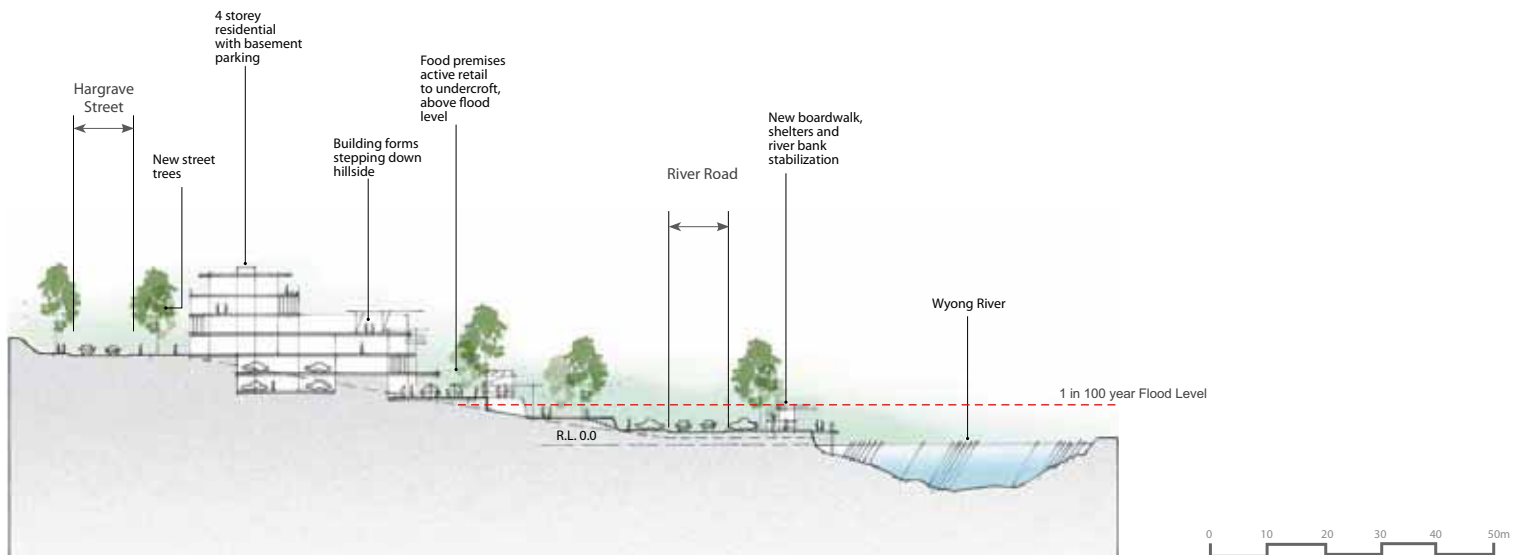 4 storey
residential
with basement
parking
Food premises
active retail
to undercroft,
above flood
level
Hargrave
Street
New boardwalk,
shelters and
river bank
stabilization
Building forms
stepping down
hillside
New street
trees
River Road
Wyong River
1 in 100 year Flood Level
R.L. 0.0
0 10 20 30 40 50m